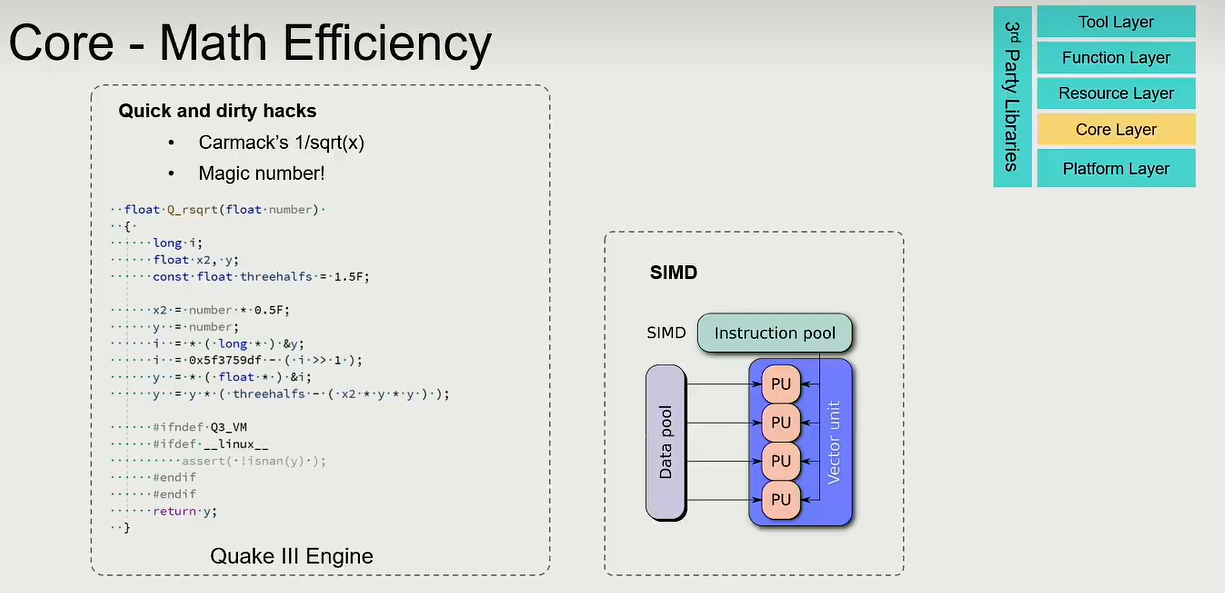 Core - Math Efficiency
Quick and dirty hacks
• Carmack's 1/sqrt(x)
• Magic number!
float Q_rsqrt(float number)
{
long i;
float x2, y;
const float threehalfs = 1.5F;
x2 = number * 0.5F;
y = number;
i = * ( long * ) &y;
i = 0x5f3759df - ( i >> 1 );
y = * ( float * ) &i;
y = y * ( threehalfs - ( x2 * y * y ) );
#ifndef Q3_VM
#ifdef __linux__
assert( !isnan(y) );
#endif
#endif
return y;
}
Quake III Engine
SIMD
SIMD
Instruction pool
Data pool
PU
PU
PU
PU
Vector unit
3rd Party Libraries
Tool Layer
Function Layer
Resource Layer
Core Layer
Platform Layer